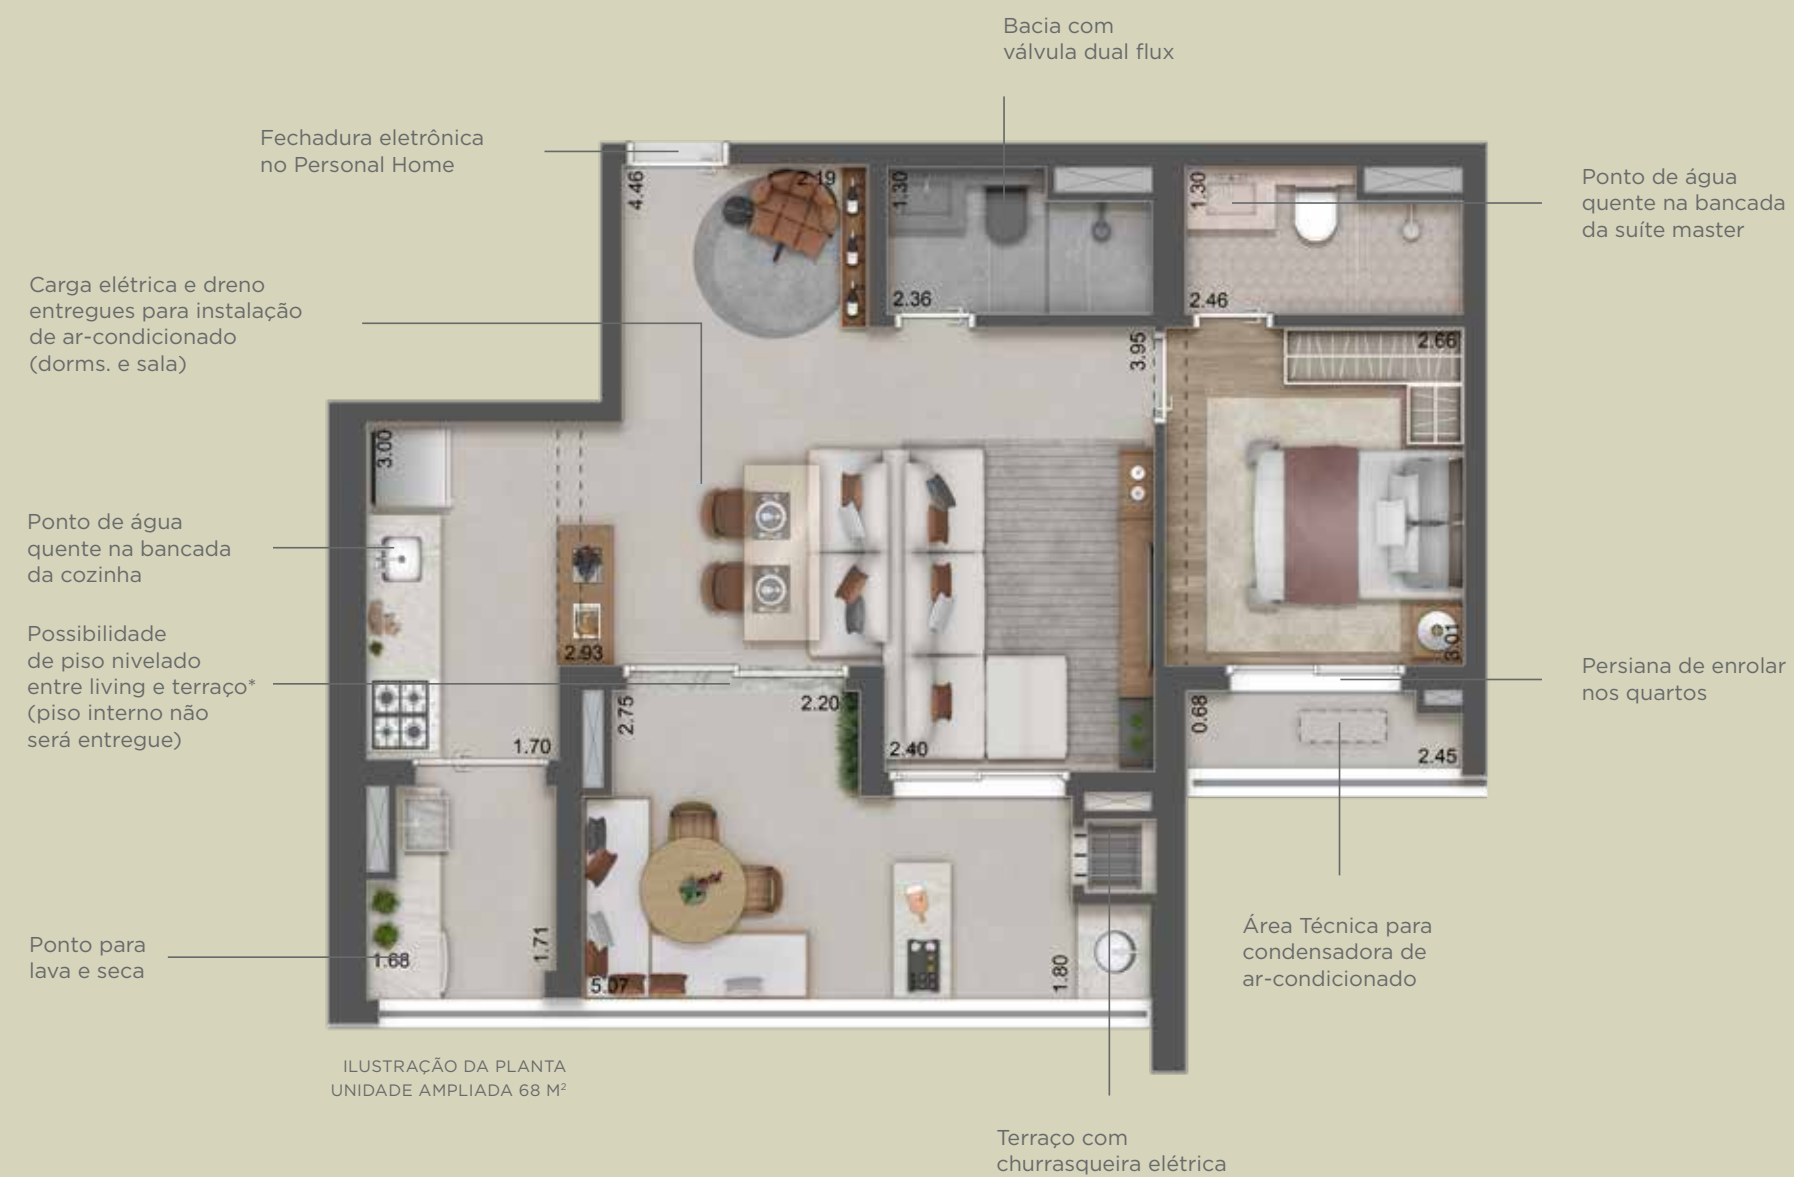 Bacia com
válvula dual flux
Fechadura eletrônica
no Personal Home
Ponto de água
quente na bancada
da suíte master
Carga elétrica e dreno
entregues para instalação
de ar-condicionado
(dorms. e sala)
Ponto de água
quente na bancada
da cozinha
Possibilidade
de piso nivelado
entre living e terraço*
(piso interno não
será entregue)
Persiana de enrolar
nos quartos
Ponto para
lava e seca
Área Técnica para
condensadora de
ar-condicionado
Terraço com
churrasqueira elétrica
4.46
2.19
1.30
2.36
1.30
2.46
3.95
2.66
3.00
2.93
3.01
2.75
2.20
0.68
1.70
2.40
2.45
1.71
1.68
5.07
1.80
ILUSTRAÇÃO DA PLANTA
UNIDADE AMPLIADA 68 M²